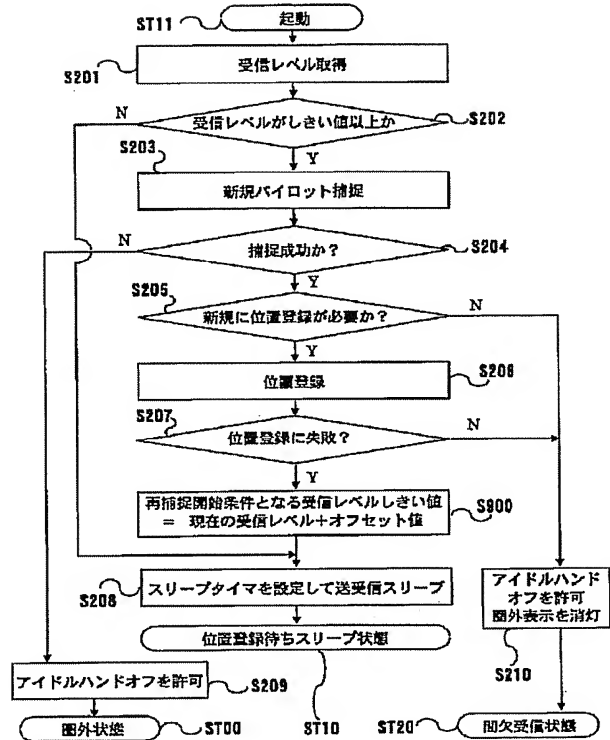 起動
ST11
受信レベル取得
S201
N
受信レベルがしきい値以上か
S202
S203
Y
新規パイロット捕捉
N
捕捉成功か?
S204
S205
Y
新規に位置登録が必要か?
N
Y
位置登録
S206
S207
位置登録に失敗?
N
Y
再捕捉開始条件となる受信レベルしきい値
= 現在の受信レベル+オフセット値
S900
S208
スリープタイマを設定して送受信スリープ
アイドルハンド
オフを許可
圏外表示を消灯
位置登録待ちスリープ状態
S210
アイドルハンドオフを許可
S209
圏外状態
ST00
ST10
ST20
間欠受信状態